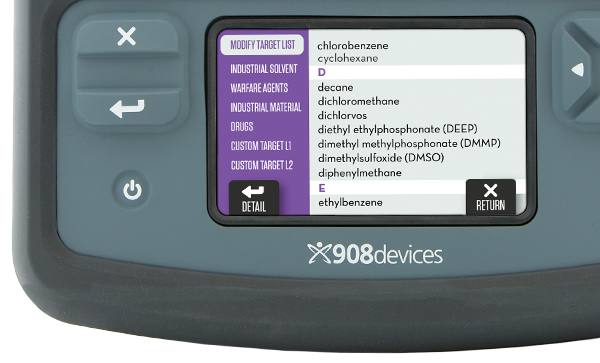 MODIFY TARGET LIST
INDUSTRIAL SOLVENT
WARFARE AGENTS
INDUSTRIAL MATERIAL
DRUGS
CUSTOM TARGET L1
CUSTOM TARGET L2
DETAIL
chlorobenzene
cyclohexane
D
decane
dichloromethane
dichlorvos
diethyl ethylphosphonate (DEEP)
dimethyl methylphosphonate (DMMP)
dimethylsulfoxide (DMSO)
diphenylmethane
E
ethylbenzene
RETURN
908devices